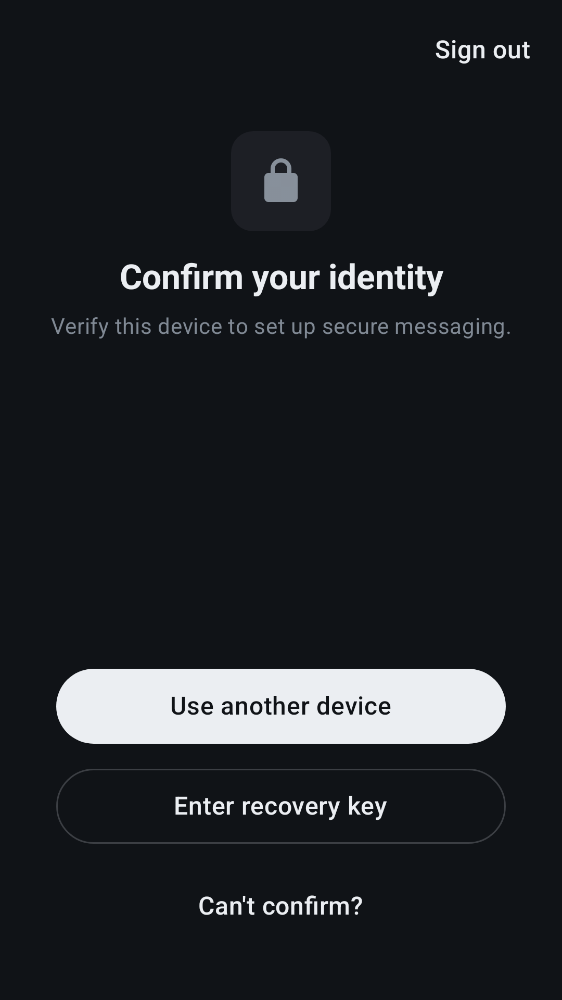 Sign out
Confirm your identity
Verify this device to set up secure messaging.
Use another device
Enter recovery key
Can't confirm?